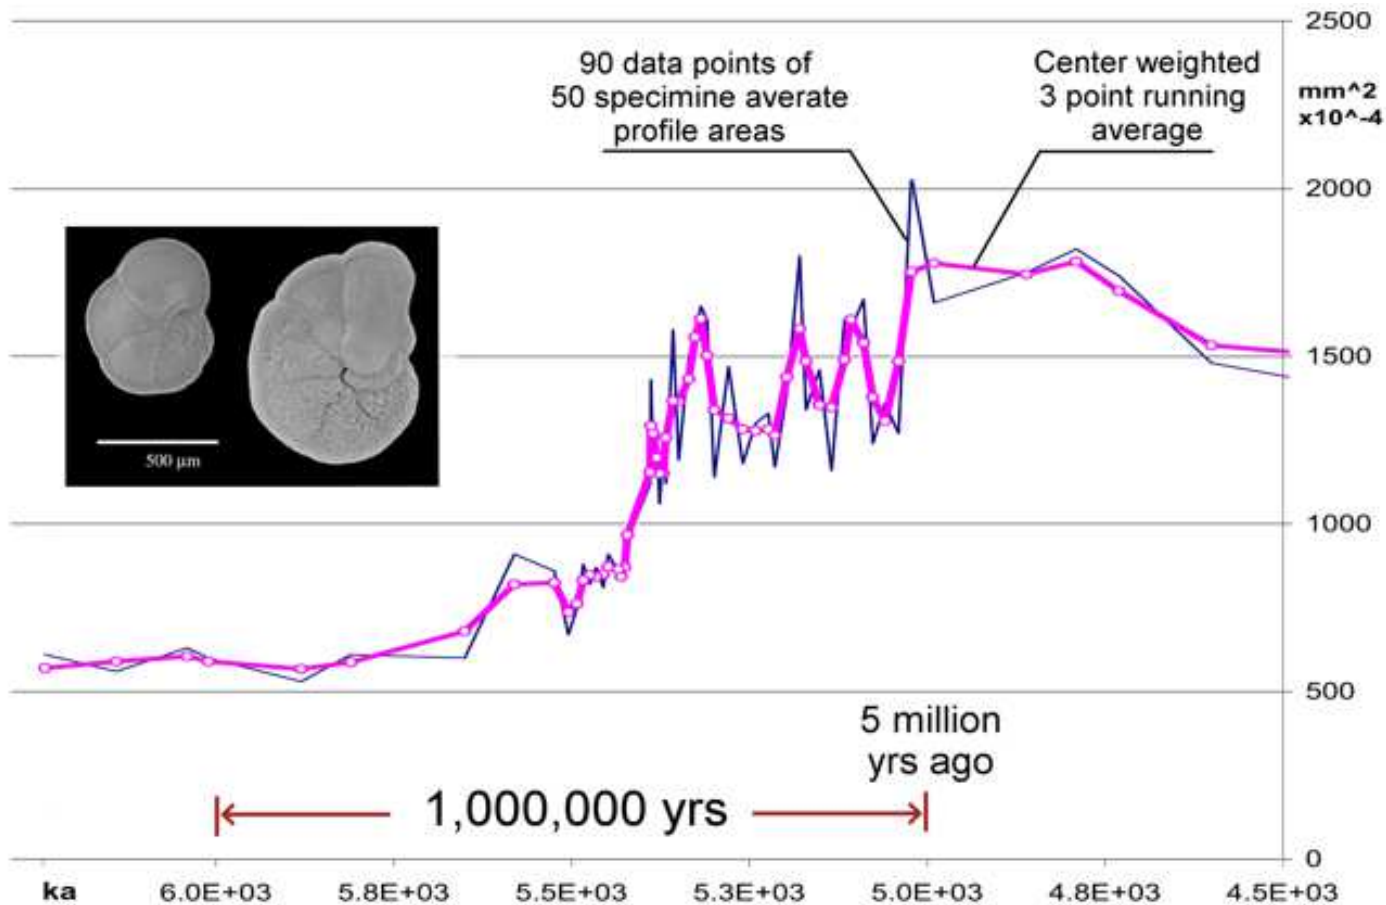 2500
90 data points of
50 specimine averate
profile areas
Center weighted
3 point running
average
mm^2
x10^-4
2000
500 µm
1500
1000
500
5 million
yrs ago
1,000,000 yrs
0
ka 6.0E+03 5.8E+03 5.5E+03 5.3E+03 5.0E+03 4.8E+03 4.5E+03